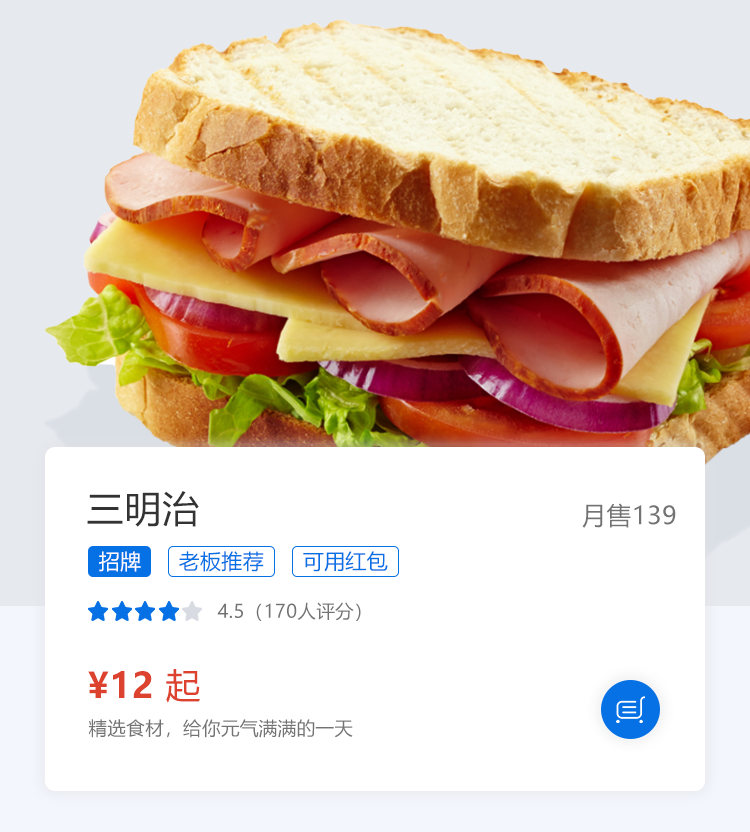 三明治
月售139
招牌 老板推荐 可用红包
4.5（170人评分）
¥12 起
精选食材，给你元气满满的一天